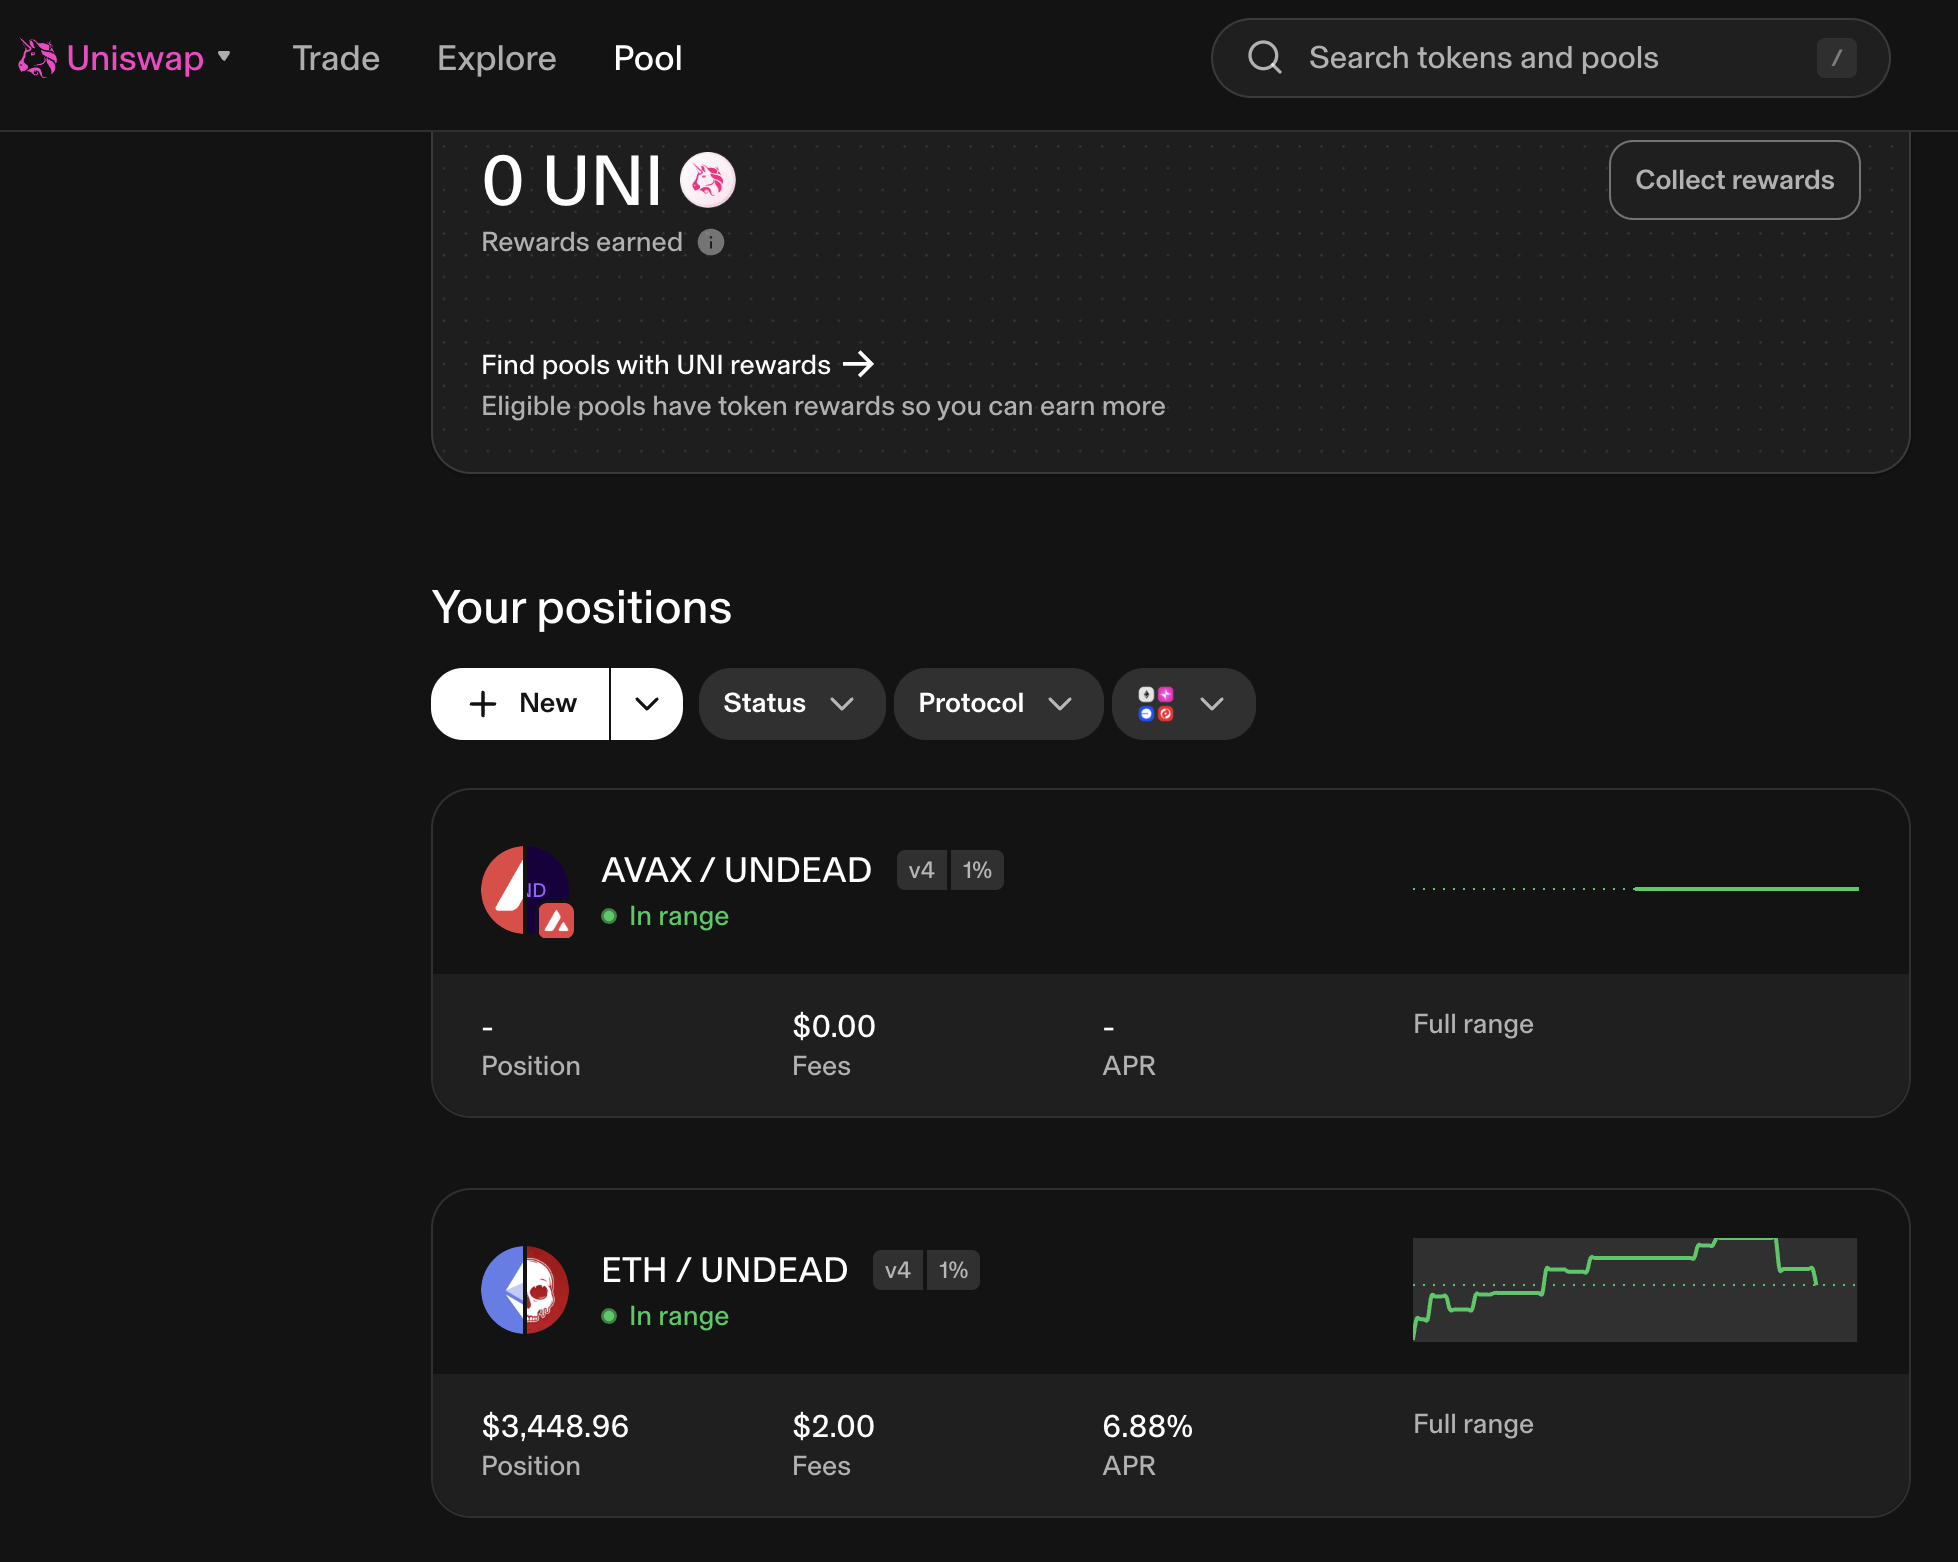 Uniswap
Trade
Explore
Pool
Search tokens and pools
/
0 UNI
Collect rewards
Rewards earned
Find pools with UNI rewards →
Eligible pools have token rewards so you can earn more
Your positions
+ New
Status
Protocol
AVAX / UNDEAD
v4
1%
ND
In range
-
$0.00
-
Full range
Position
Fees
APR
ETH / UNDEAD
v4
1%
In range
$3,448.96
$2.00
6.88%
Full range
Position
Fees
APR